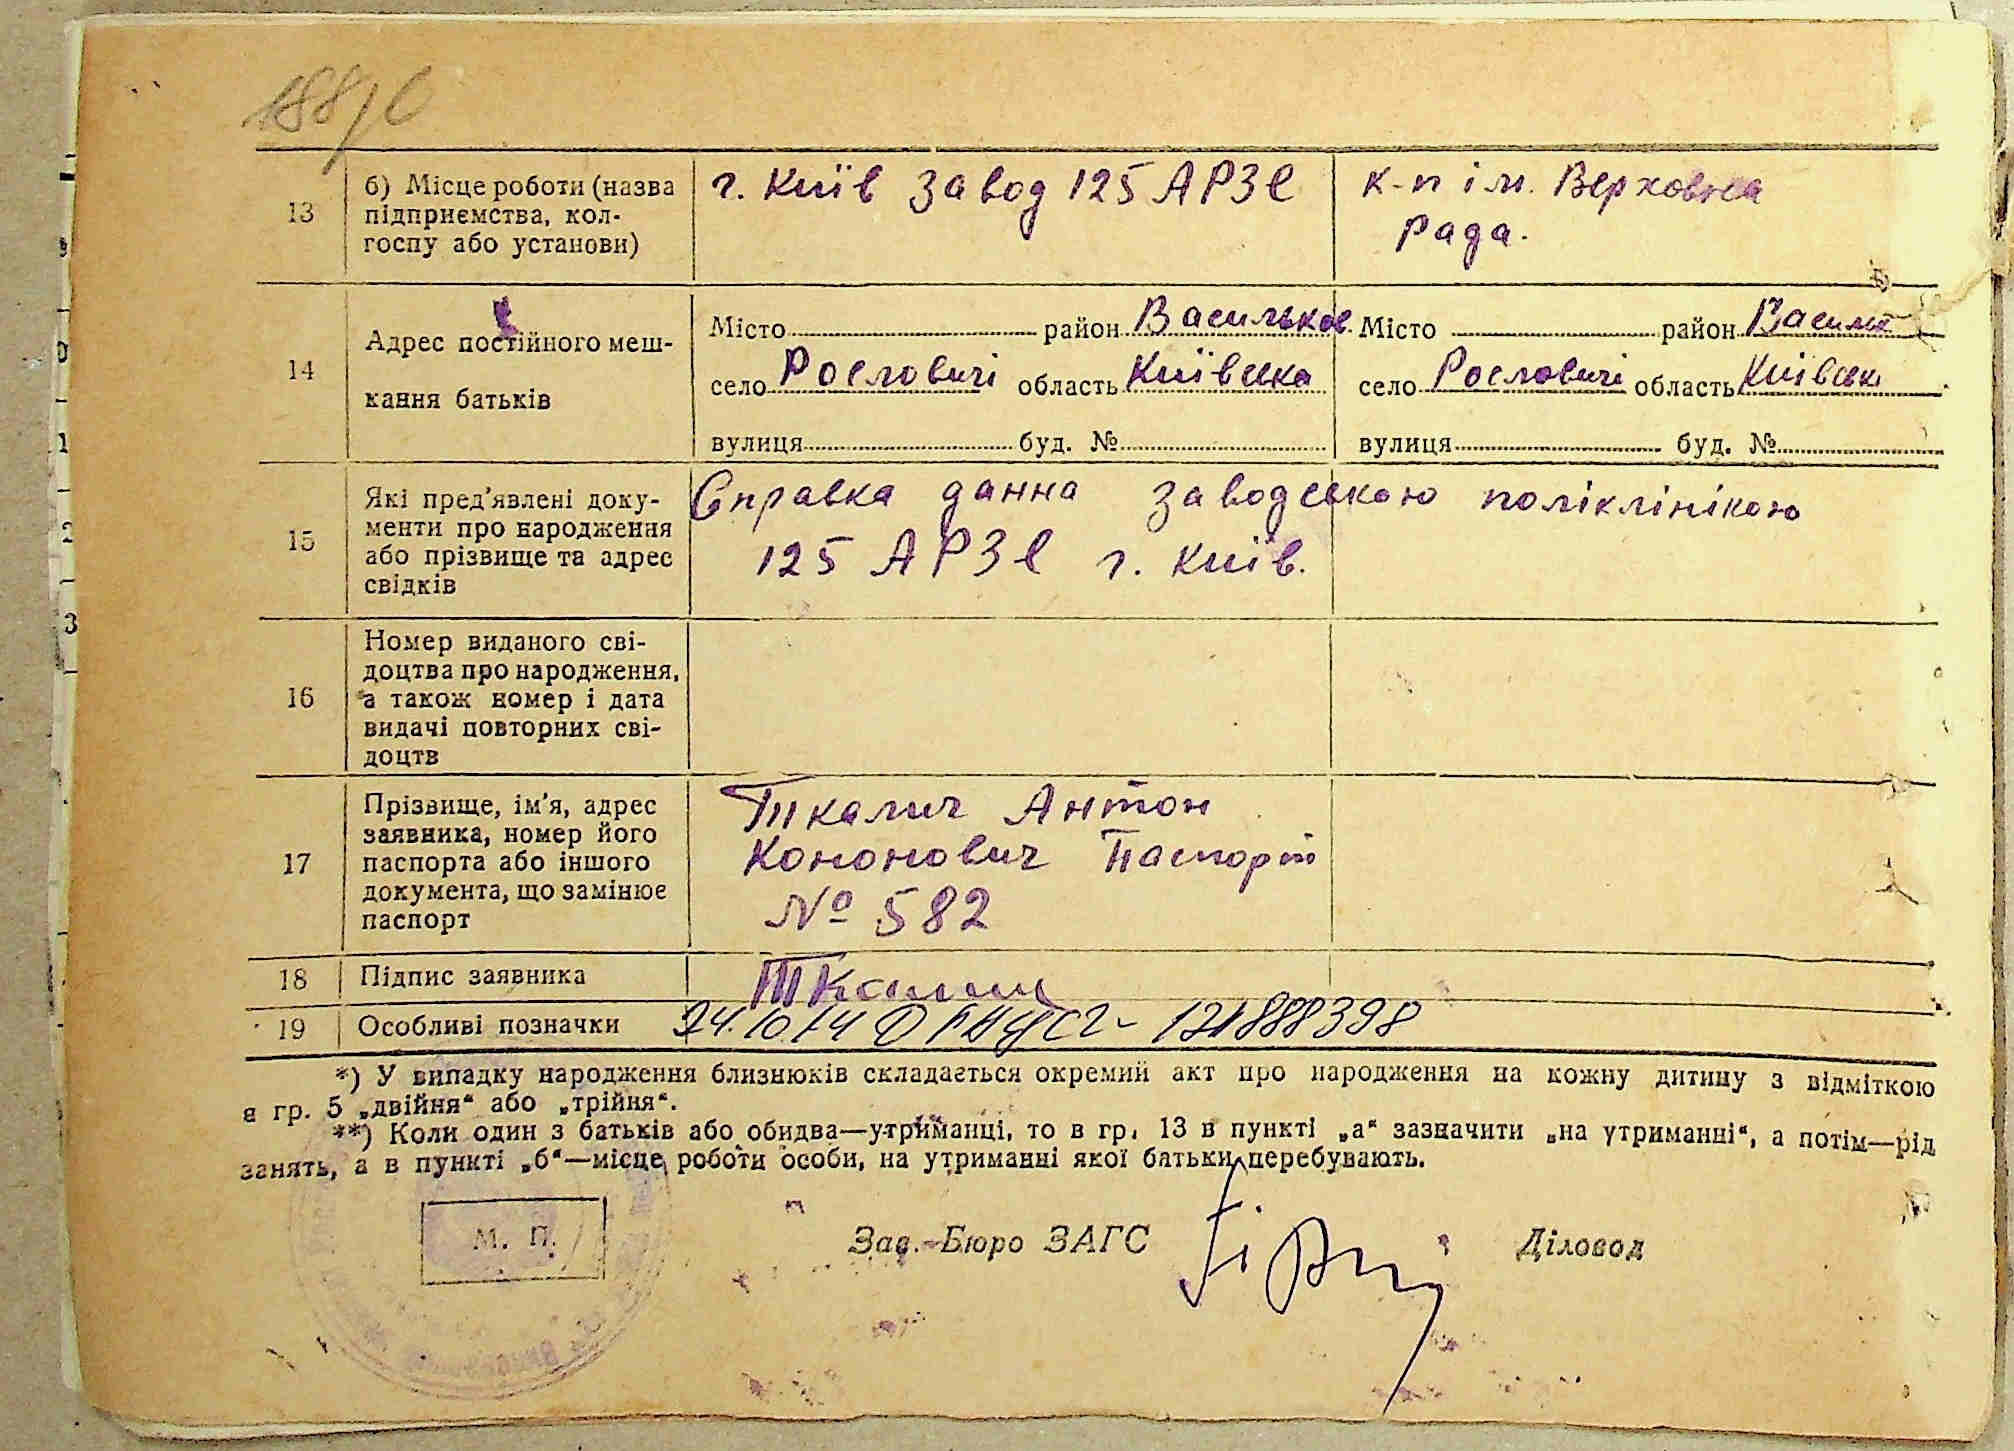 13
б) Місце роботи (назва
підприємства, кол-
госпу або установи)
г. Київ завод 125 АРЗс
к-п ім. Верховна
Рада.
14
Адрес постійного меш-
кання батьків
Місто район Васильков
село Рословичі область Київська
вулиця буд. №
Місто район Васильк
село Рословичі область Київськ
вулиця буд. №
15
Які пред'явлені доку-
менти про народження
або прізвище та адрес
свідків
Справка данна заводською поліклінікою
125 АРЗс г. Київ.
16
Номер виданого сві-
доцтва про народження,
а також номер і дата
видачі повторних сві-
доцтв
17
Прізвище, ім'я, адрес
заявника, номер його
паспорта або іншого
документа, що замінює
паспорт
Ткалич Антон
Кононович Паспорт
№ 582
18
Підпис заявника
Ткалич
19
Особливі позначки
*) У випадку народження близнюків складається окремий акт про народження на кожну дитину з відміткою
в гр. 5 „двійня“ або „трійня“.
**) Коли один з батьків або обидва—утриманці, то в гр. 13 в пункті „а“ зазначити „на утриманні“, а потім—рід
занять, а в пункті „б“—місце роботи особи, на утриманні якої батьки перебувають.
М. П.
Зав. Бюро ЗАГС
Діловод